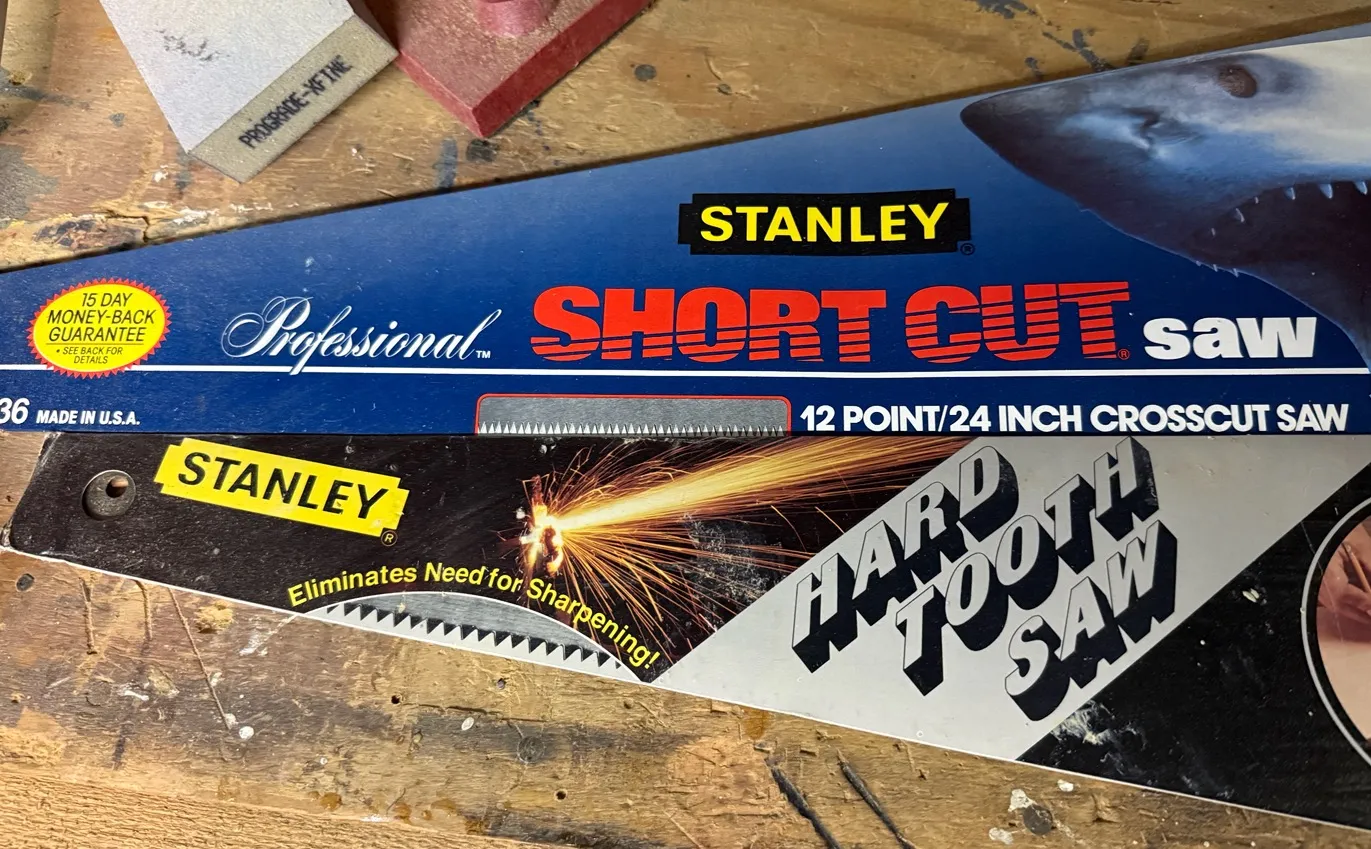 PROGRADE-XFINE
STANLEY®
15 DAY
MONEY-BACK
GUARANTEE
• SEE BACK FOR
DETAILS
Professional™
SHORT CUT® saw
36 MADE IN U.S.A.
12 POINT/24 INCH CROSSCUT SAW
STANLEY®
Eliminates Need for Sharpening!
HARD
TOOTH
SAW